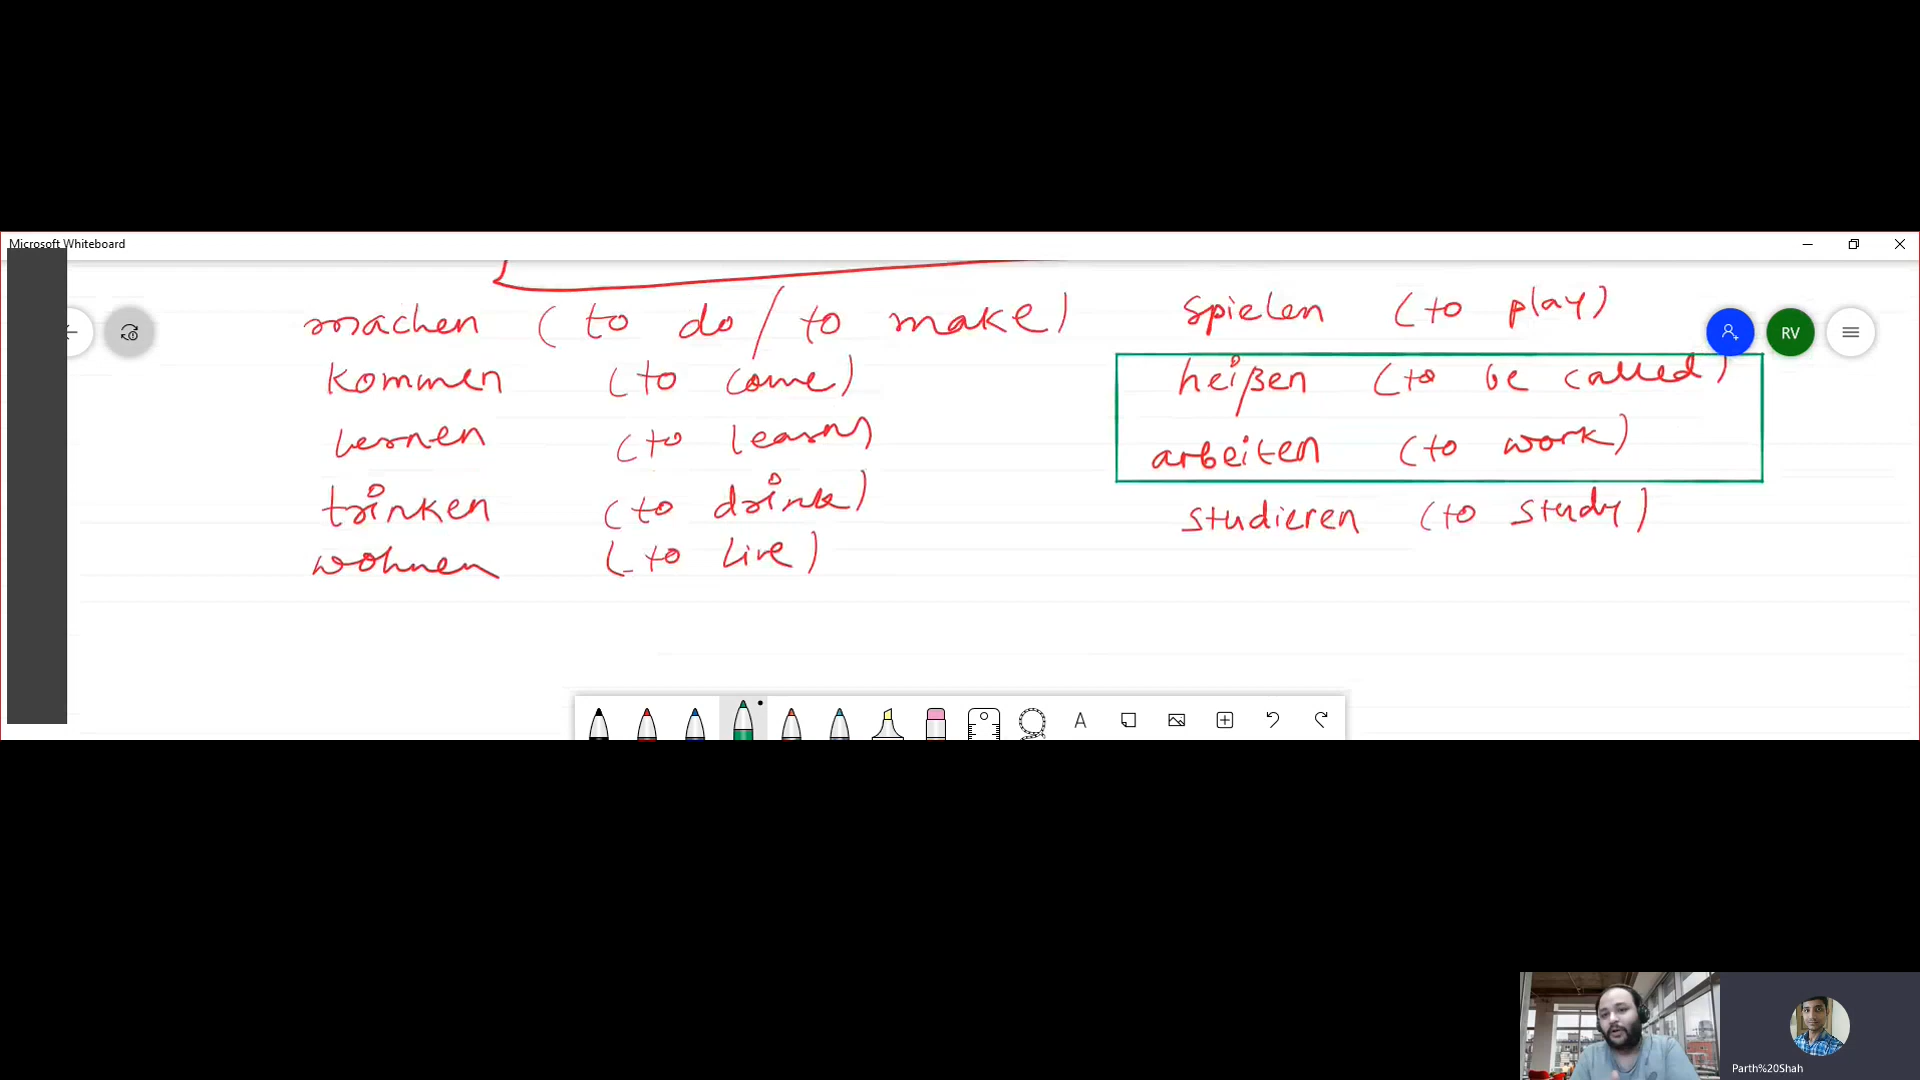 Microsoft Whiteboard
machen (to do / to make)
kommen (to come)
lernen (to learn)
trinken (to drink)
wohnen (to live)
spielen (to play)
heißen (to be called)
arbeiten (to work)
studieren (to study)
RV
A
Parth%20Shah